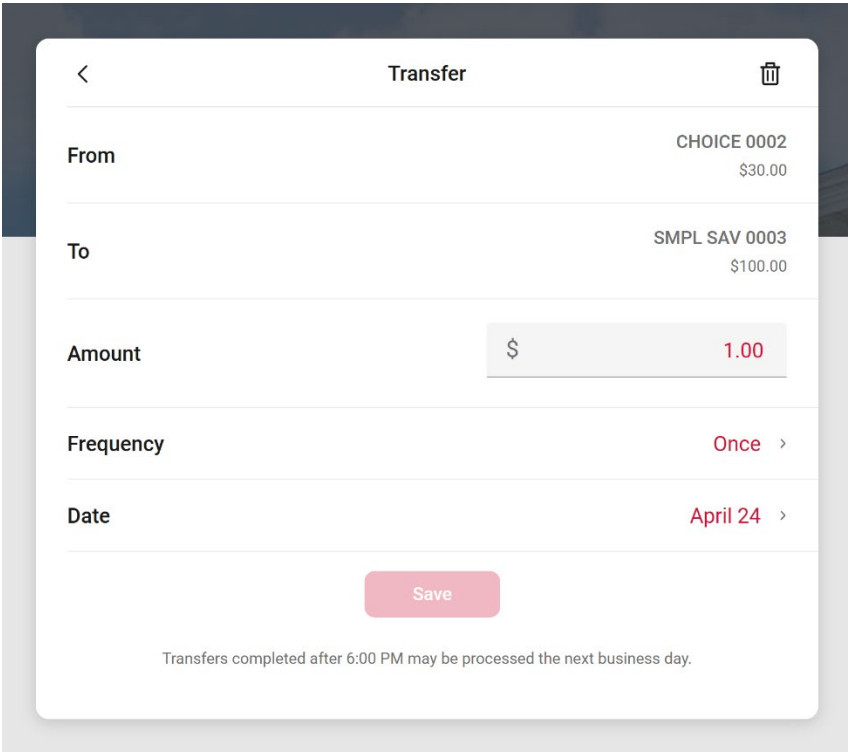 Transfer
From
CHOICE 0002
$30.00
To
SMPL SAV 0003
$100.00
Amount
$ 1.00
Frequency
Once
Date
April 24
Save
Transfers completed after 6:00 PM may be processed the next business day.